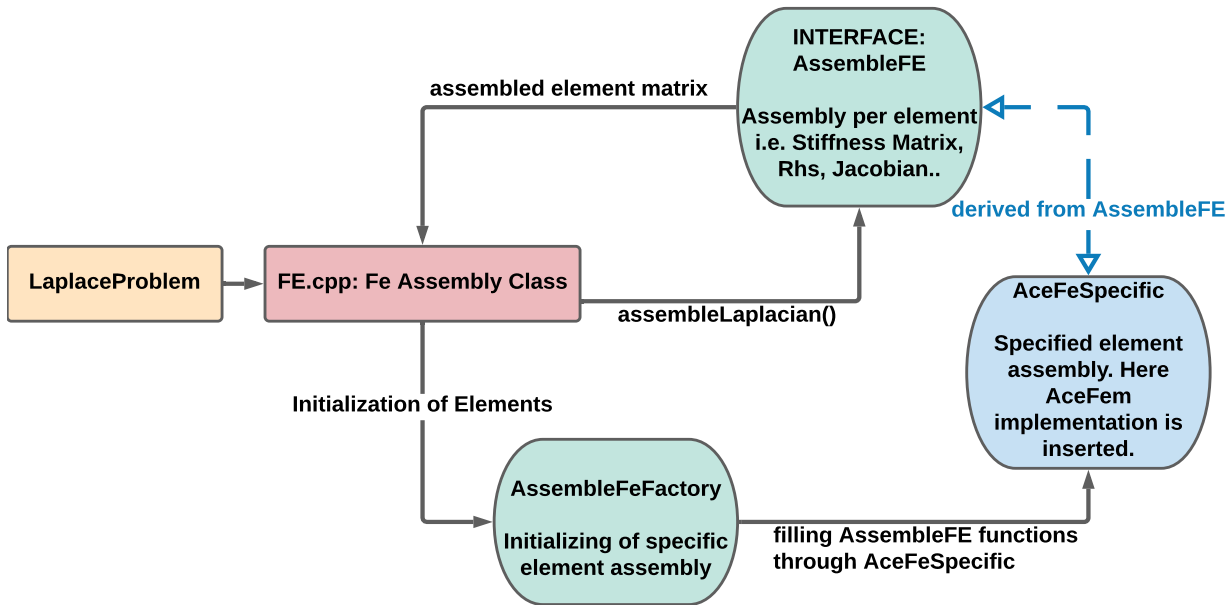 INTERFACE:
AssembleFE
Assembly per element
i.e. Stiffness Matrix,
Rhs, Jacobian..
assembled element matrix
derived from AssembleFE
LaplaceProblem
FE.cpp: Fe Assembly Class
assembleLaplacian()
AceFeSpecific
Specified element
assembly. Here
AceFem
implementation is
inserted.
Initialization of Elements
AssembleFeFactory
Initializing of specific
element assembly
filling AssembleFE functions
through AceFeSpecific